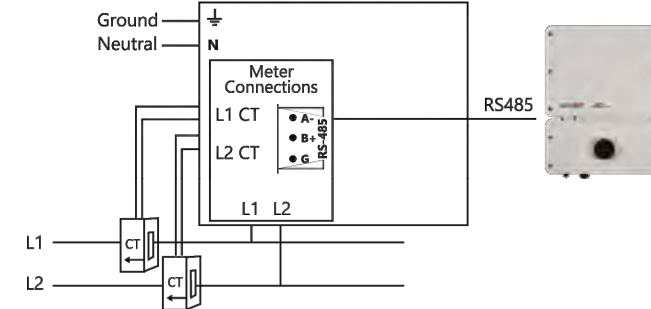 Ground
Neutral
N
Meter
Connections
L1 CT
L2 CT
A-
B+
G
RS-485
RS485
L1 L2
L1
CT
L2
CT